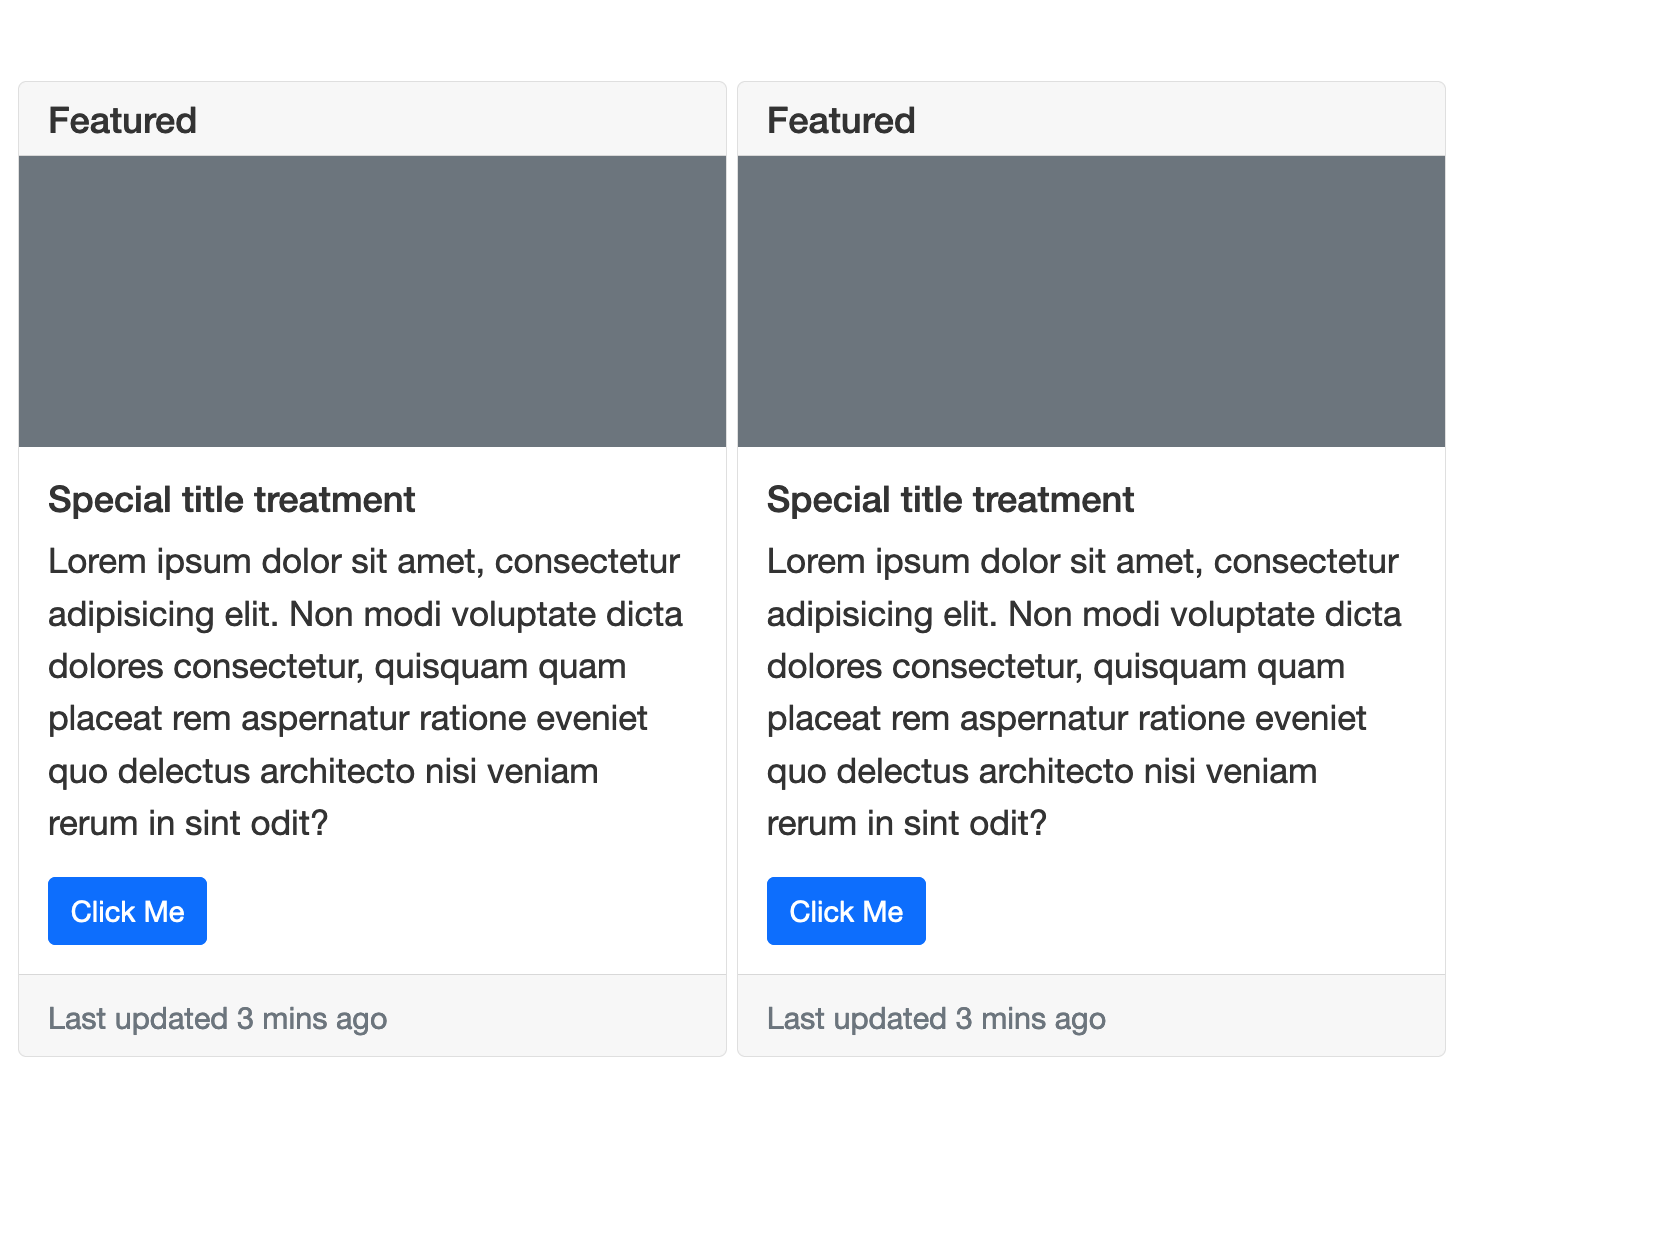 Featured
Special title treatment
Lorem ipsum dolor sit amet, consectetur
adipisicing elit. Non modi voluptate dicta
dolores consectetur, quisquam quam
placeat rem aspernatur ratione eveniet
quo delectus architecto nisi veniam
rerum in sint odit?
Click Me
Last updated 3 mins ago
Featured
Special title treatment
Lorem ipsum dolor sit amet, consectetur
adipisicing elit. Non modi voluptate dicta
dolores consectetur, quisquam quam
placeat rem aspernatur ratione eveniet
quo delectus architecto nisi veniam
rerum in sint odit?
Click Me
Last updated 3 mins ago